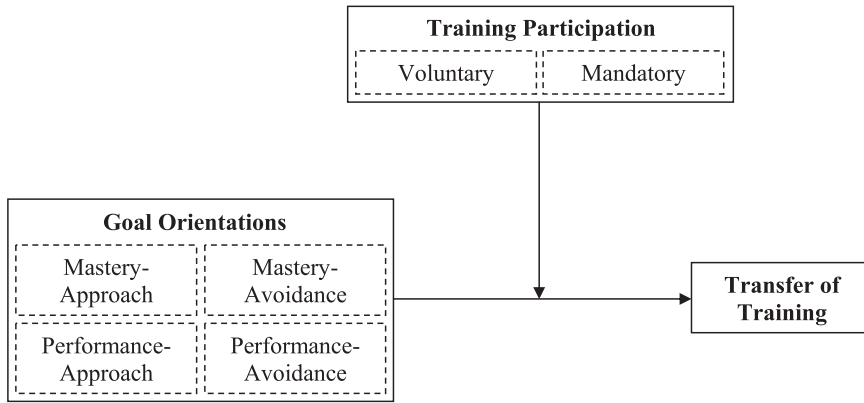 Training Participation
Voluntary
Mandatory
Goal Orientations
Mastery-
Approach
Mastery-
Avoidance
Performance-
Approach
Performance-
Avoidance
Transfer of
Training